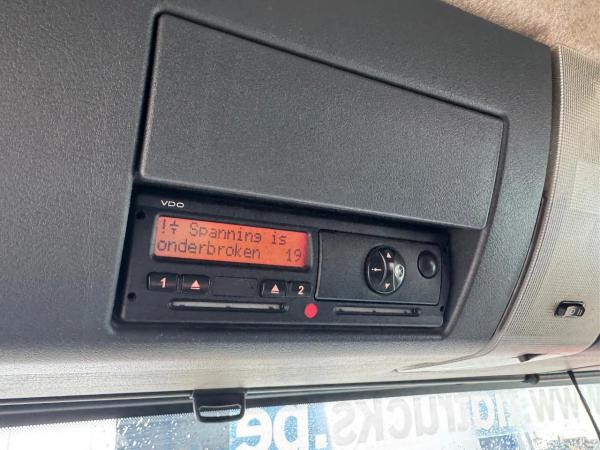 VDO
!⏚ Spanning is
onderbroken 19
1 ⏏ ⏏ 2
trucks.be
www